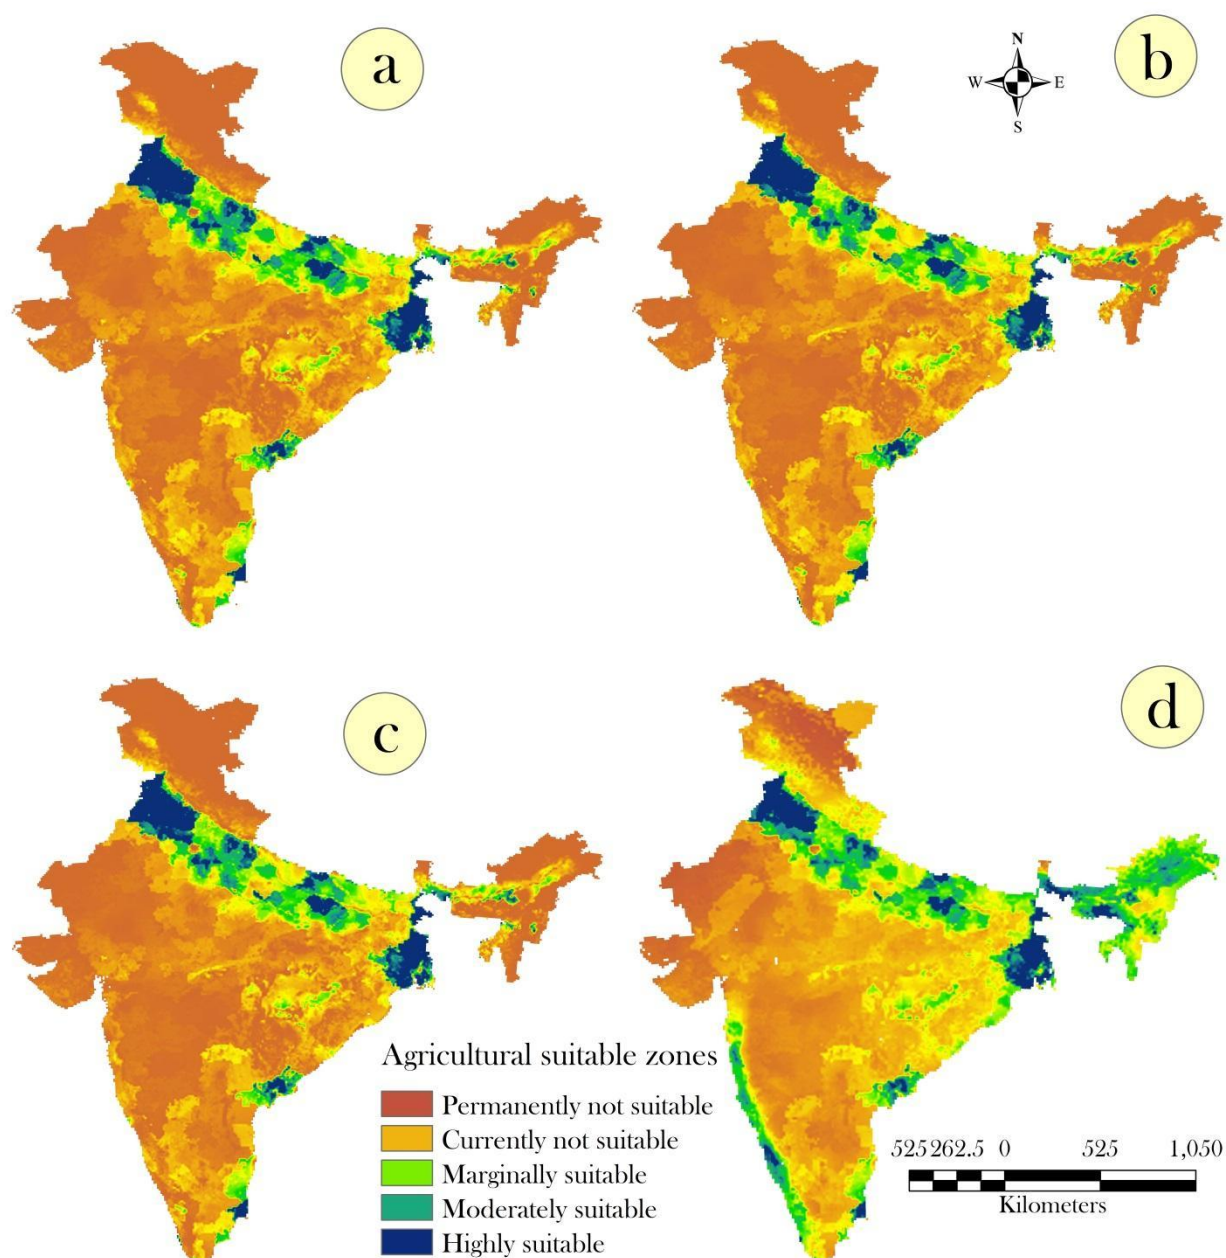 a
b
N
W E
S
c
d
Agricultural suitable zones
Permanently not suitable
Currently not suitable
Marginally suitable
Moderately suitable
Highly suitable
525 262.5 0 525 1,050
Kilometers